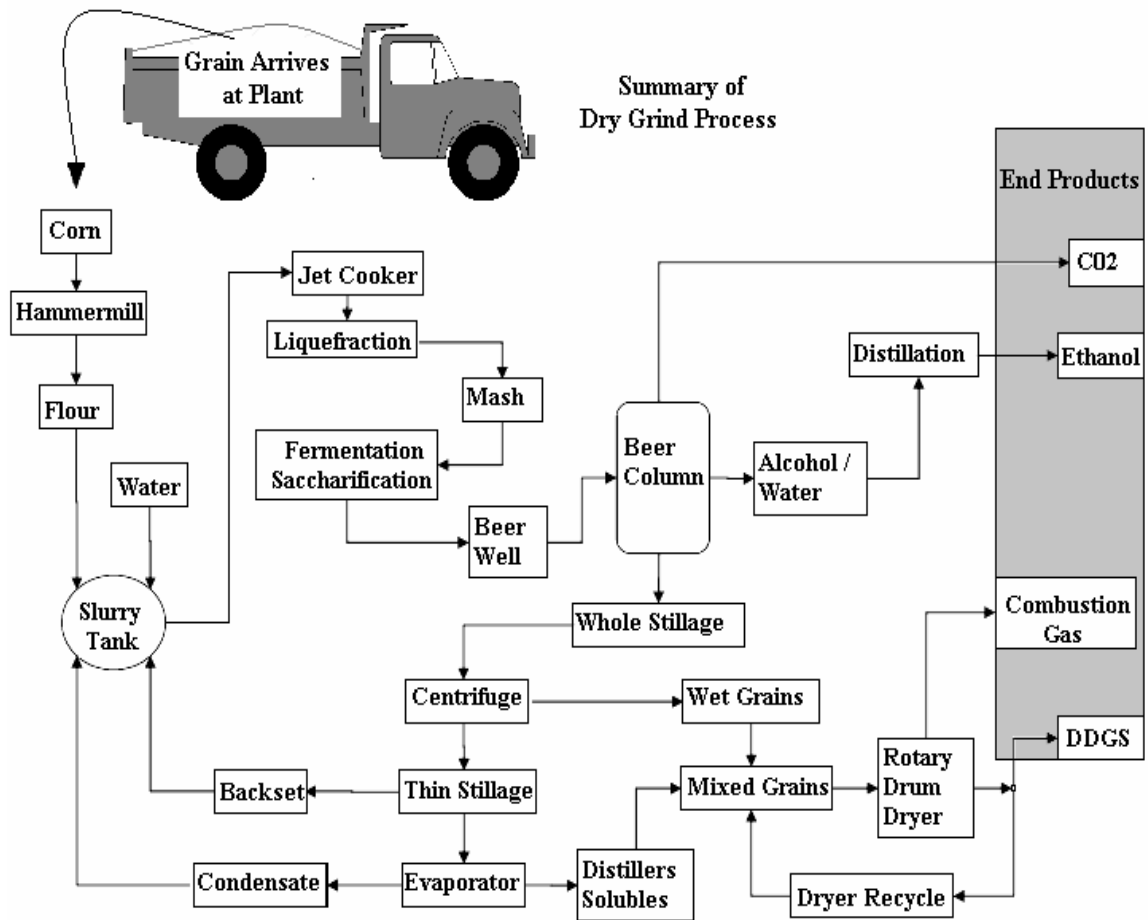 Grain Arrives
at Plant
Summary of
Dry Grind Process
End Products
Corn
Hammermill
Flour
Water
Slurry
Tank
Jet Cooker
Liquefraction
Mash
Fermentation
Saccharification
Beer
Well
Beer
Column
C02
Distillation
Ethanol
Alcohol /
Water
Whole Stillage
Combustion
Gas
Centrifuge
Wet Grains
DDGS
Backset
Thin Stillage
Mixed Grains
Rotary
Drum
Dryer
Condensate
Evaporator
Distillers
Solubles
Dryer Recycle